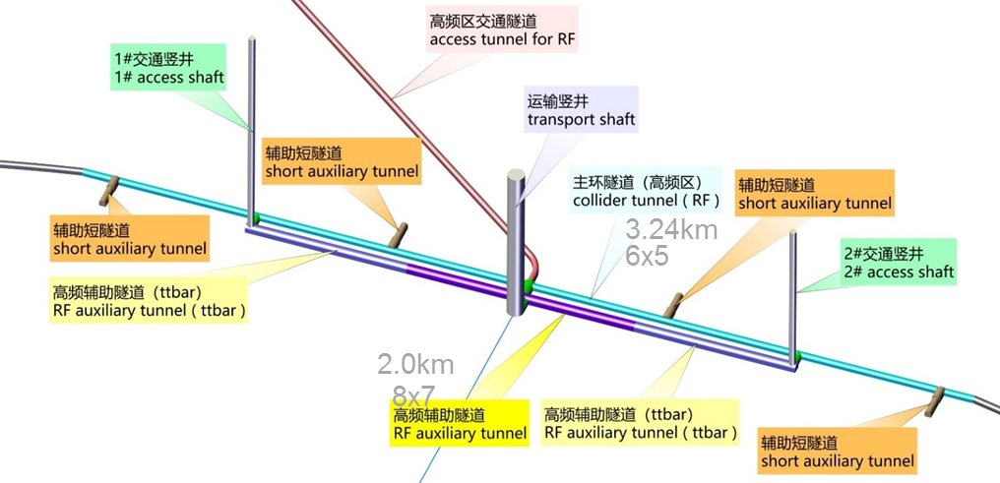 高频区交通隧道
access tunnel for RF
1#交通竖井
1# access shaft
运输竖井
transport shaft
辅助短隧道
short auxiliary tunnel
主环隧道（高频区）
collider tunnel ( RF )
辅助短隧道
short auxiliary tunnel
3.24km
6x5
辅助短隧道
short auxiliary tunnel
2#交通竖井
2# access shaft
高频辅助隧道（ttbar）
RF auxiliary tunnel ( ttbar )
2.0km
8x7
高频辅助隧道
RF auxiliary tunnel
高频辅助隧道（ttbar）
RF auxiliary tunnel ( ttbar )
辅助短隧道
short auxiliary tunnel